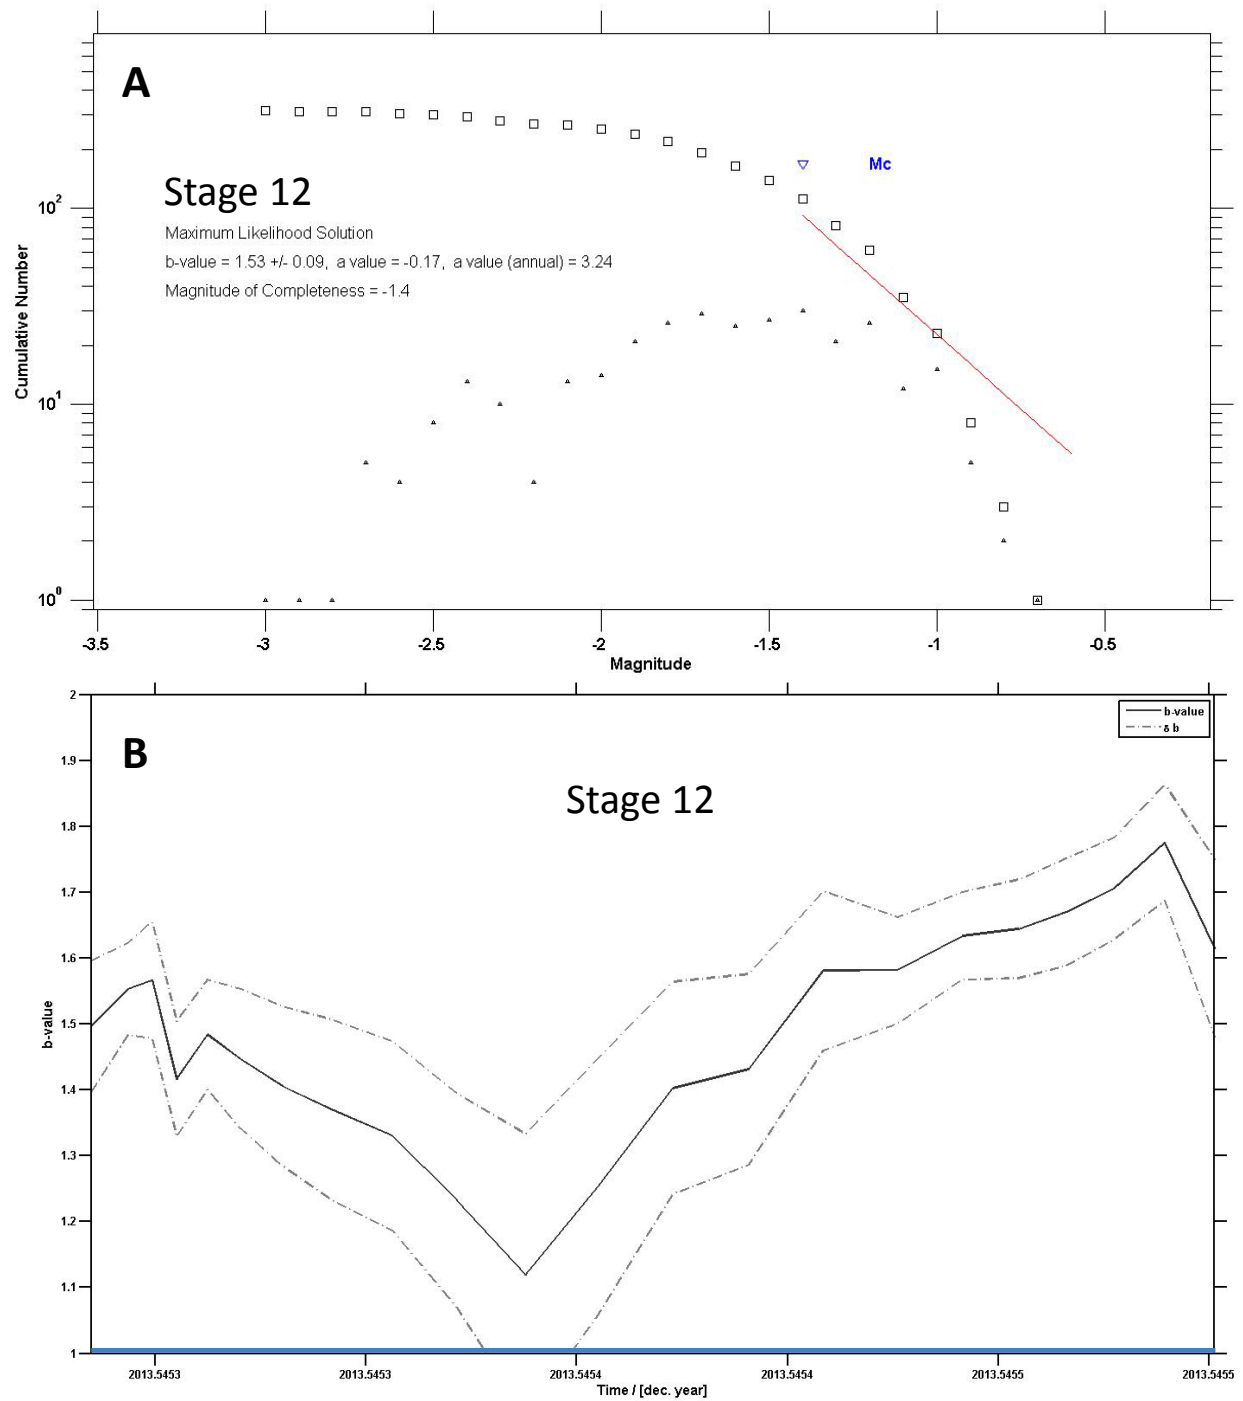 A
Stage 12
Maximum Likelihood Solution
b-value = 1.53 +/- 0.09, a value = -0.17, a value (annual) = 3.24
Magnitude of Completeness = -1.4
Mc
Cumulative Number
10²
10¹
10⁰
-3.5 -3 -2.5 -2 -1.5 -1 -0.5
Magnitude
B
Stage 12
b-value
δ b
b-value
2
1.9
1.8
1.7
1.6
1.5
1.4
1.3
1.2
1.1
1
2013.5453 2013.5453 2013.5454 2013.5454 2013.5455 2013.5455
Time / [dec. year]